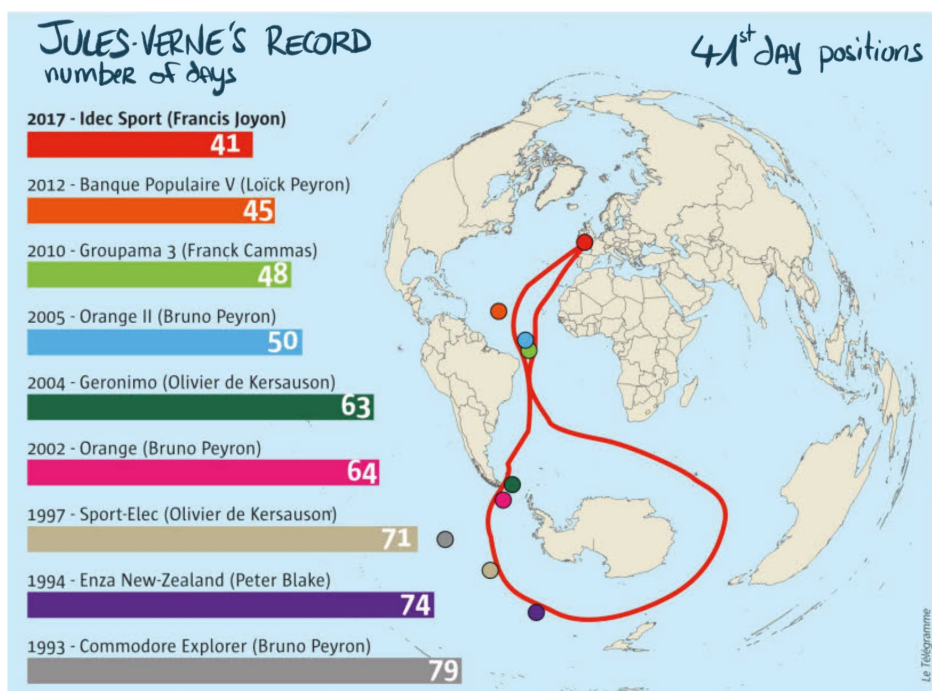 JULES-VERNE'S RECORD
number of days
41st day positions
2017 - Idec Sport (Francis Joyon)
41
2012 - Banque Populaire V (Loïck Peyron)
45
2010 - Groupama 3 (Franck Cammas)
48
2005 - Orange II (Bruno Peyron)
50
2004 - Geronimo (Olivier de Kersauson)
63
2002 - Orange (Bruno Peyron)
64
1997 - Sport-Elec (Olivier de Kersauson)
71
1994 - Enza New-Zealand (Peter Blake)
74
1993 - Commodore Explorer (Bruno Peyron)
79
Le Télégramme